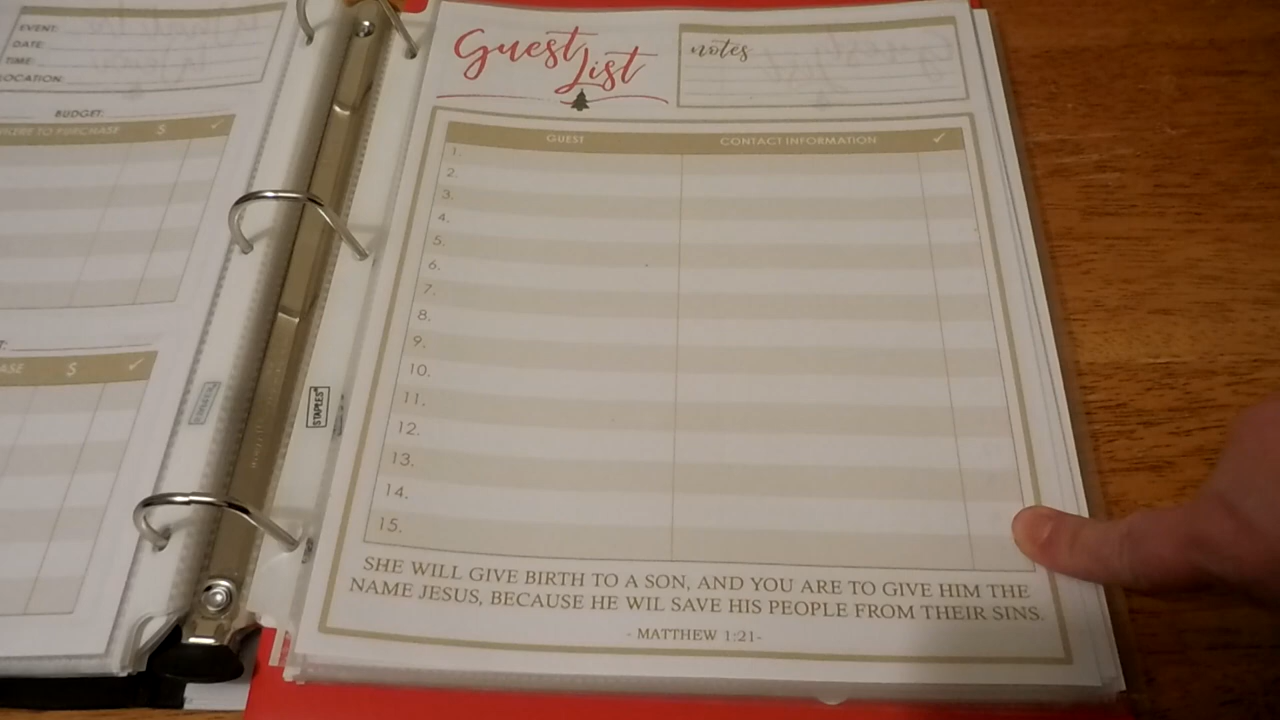 EVENT:
DATE:
TIME:
LOCATION:
BUDGET:
TO PURCHASE $ ✓
$ ✓
Guest List
notes
GUEST CONTACT INFORMATION ✓
1.
2.
3.
4.
5.
6.
7.
8.
9.
10.
11.
12.
13.
14.
15.
SHE WILL GIVE BIRTH TO A SON, AND YOU ARE TO GIVE HIM THE
NAME JESUS, BECAUSE HE WIL SAVE HIS PEOPLE FROM THEIR SINS.
- MATTHEW 1:21-
STAPLES